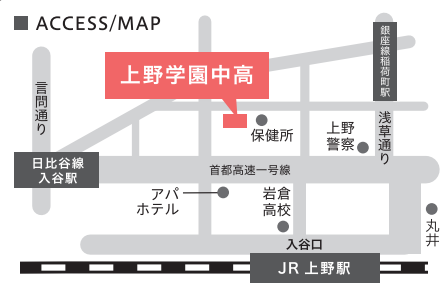 ACCESS/MAP
銀座線稲荷町駅
上野学園中高
言問通り
保健所
上野
警察
浅草通り
日比谷線
入谷駅
首都高速一号線
アパ
ホテル
岩倉
高校
丸井
入谷口
JR 上野駅